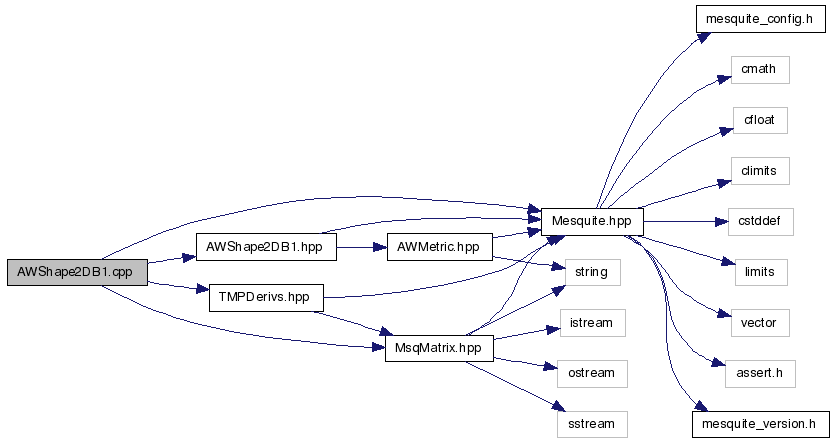 mesquite_config.h
cmath
cfloat
climits
Mesquite.hpp
cstddef
AWShape2DB1.hpp
AWMetric.hpp
AWShape2DB1.cpp
string
limits
TMPDerivs.hpp
istream
vector
MsqMatrix.hpp
ostream
assert.h
sstream
mesquite_version.h